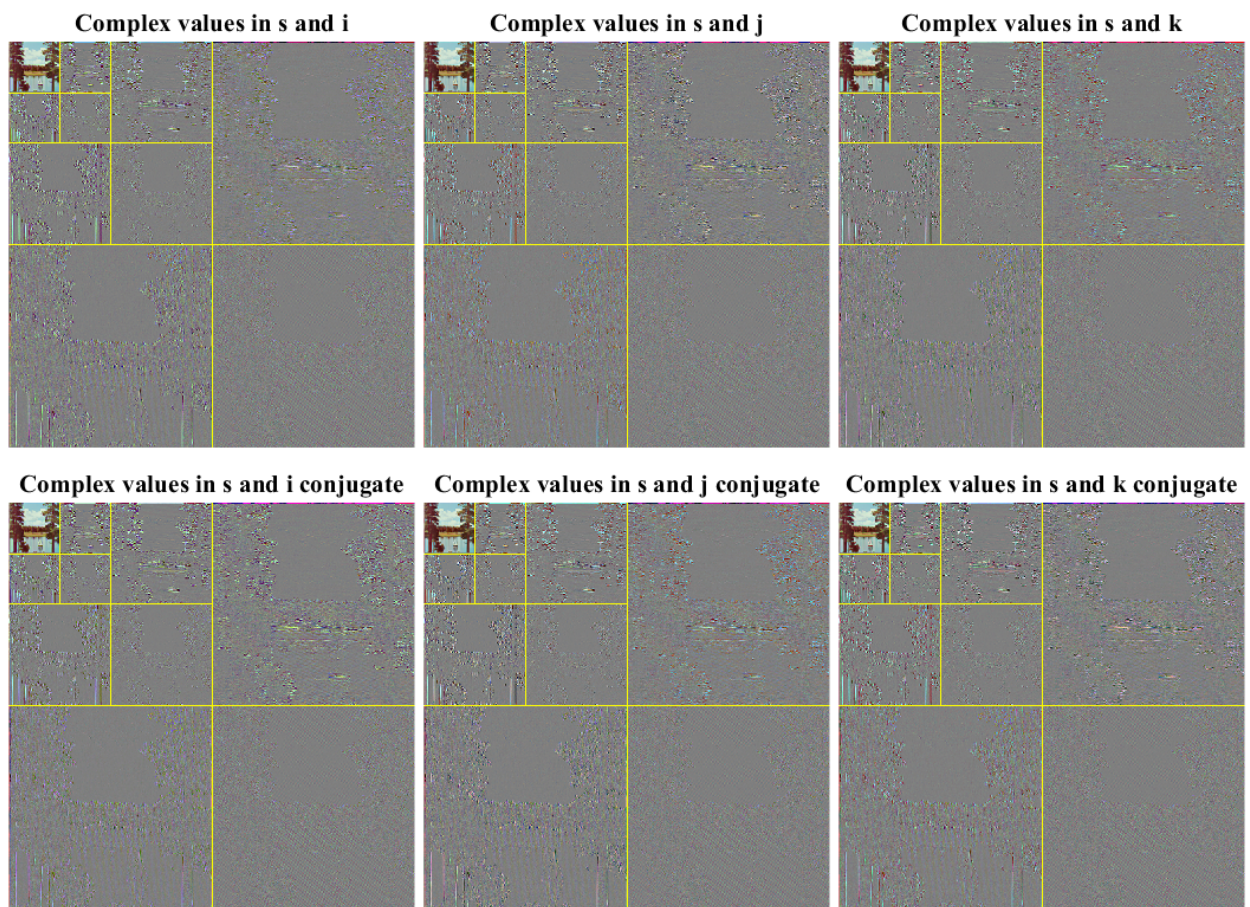 Complex values in s and i
Complex values in s and j
Complex values in s and k
Complex values in s and i conjugate
Complex values in s and j conjugate
Complex values in s and k conjugate